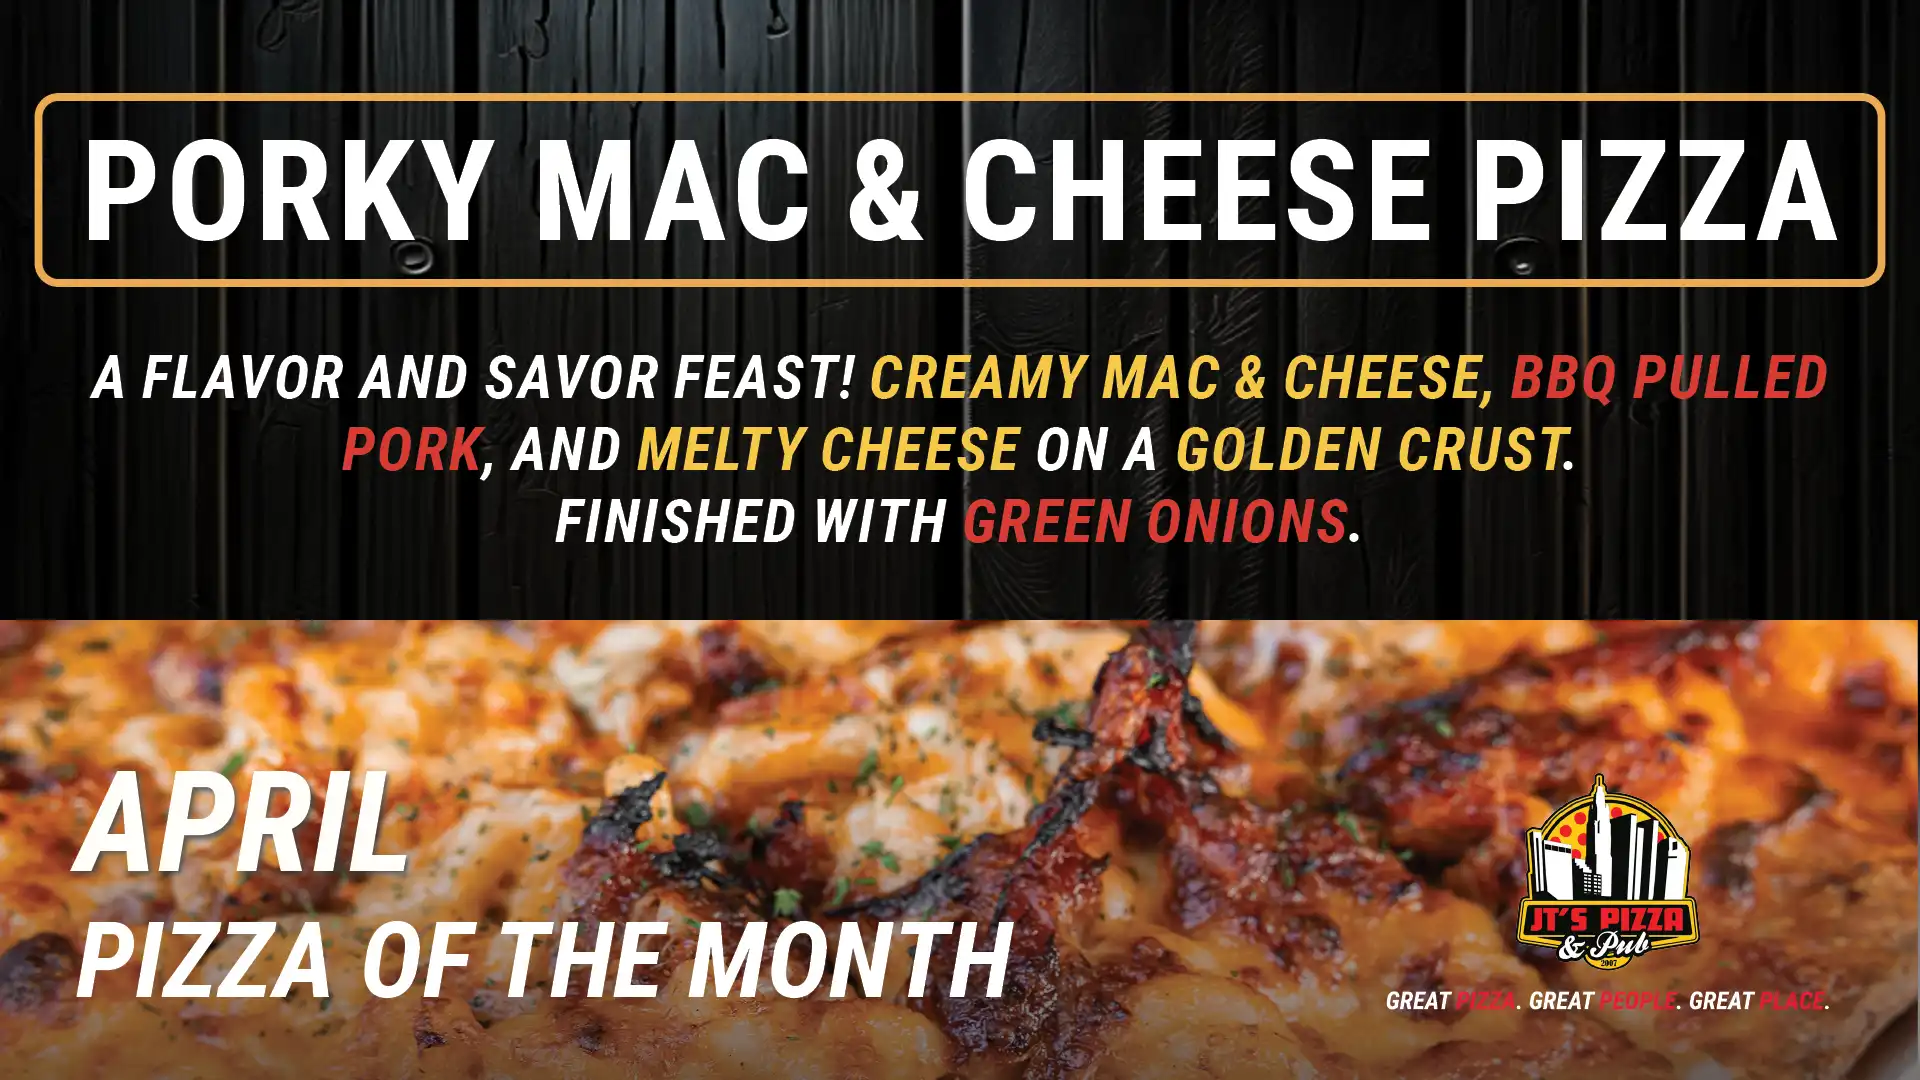 PORKY MAC & CHEESE PIZZA
A FLAVOR AND SAVOR FEAST! CREAMY MAC & CHEESE, BBQ PULLED
PORK, AND MELTY CHEESE ON A GOLDEN CRUST.
FINISHED WITH GREEN ONIONS.
APRIL
PIZZA OF THE MONTH
JT'S PIZZA
& Pub
2007
GREAT PIZZA. GREAT PEOPLE. GREAT PLACE.